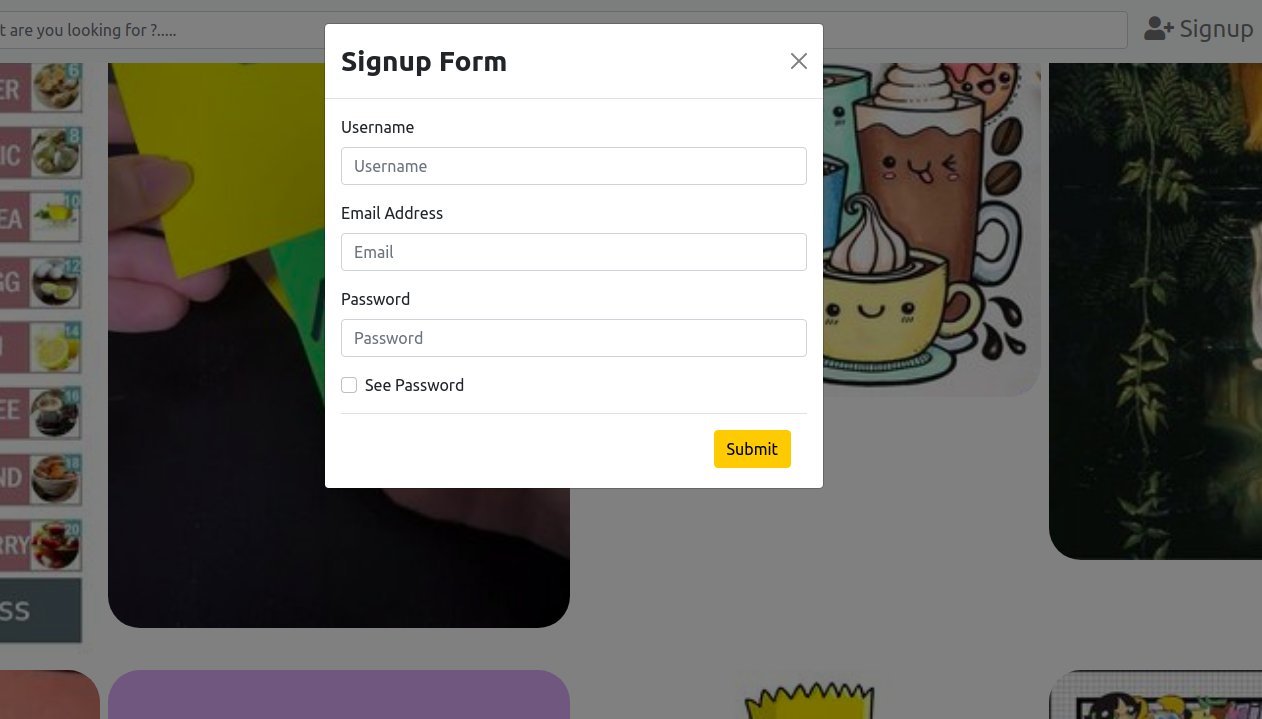 t are you looking for ?.....
Signup
Signup Form
Username
Username
Email Address
Email
Password
Password
See Password
Submit
ER
6
IC
8
EA
10
GG
12
14
EE
16
ND
18
RRY
20
SS